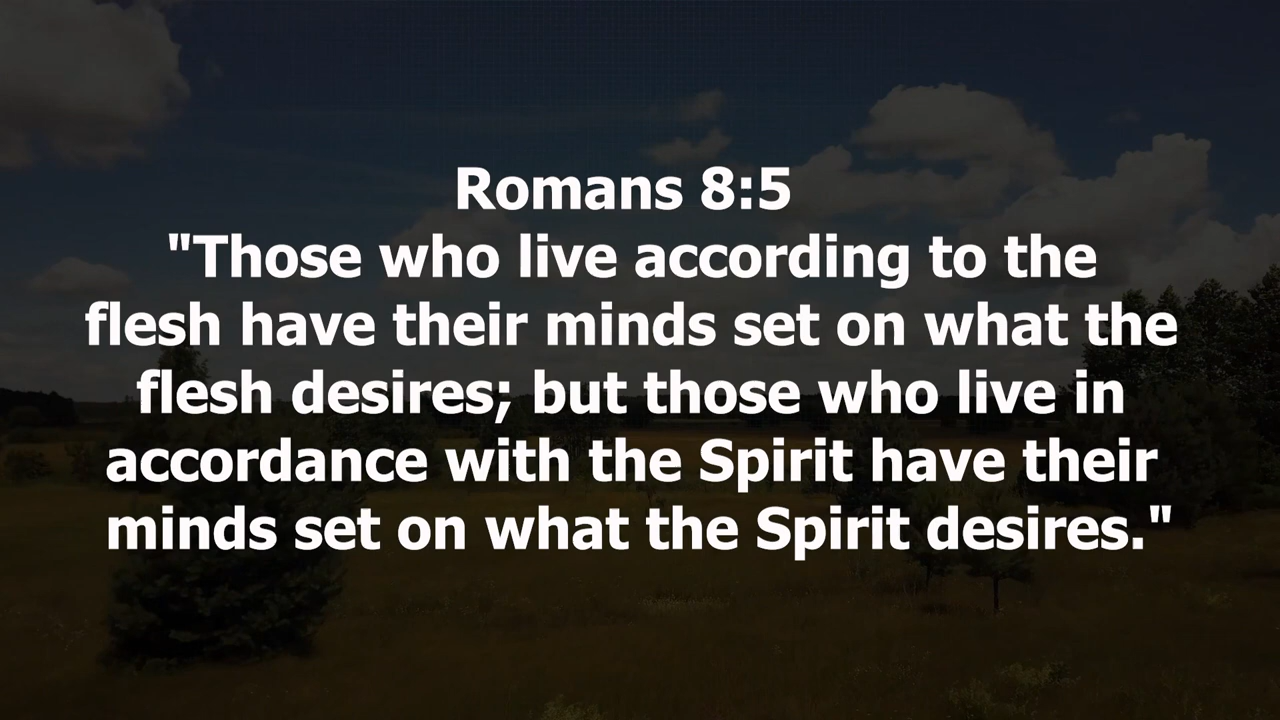 Romans 8:5
"Those who live according to the
flesh have their minds set on what the
flesh desires; but those who live in
accordance with the Spirit have their
minds set on what the Spirit desires."